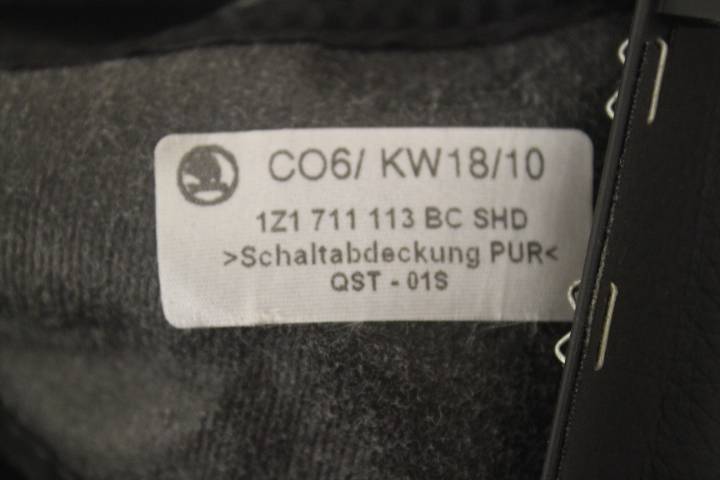 CO6/ KW18/10
1Z1 711 113 BC SHD
>Schaltabdeckung PUR<
QST - 01S